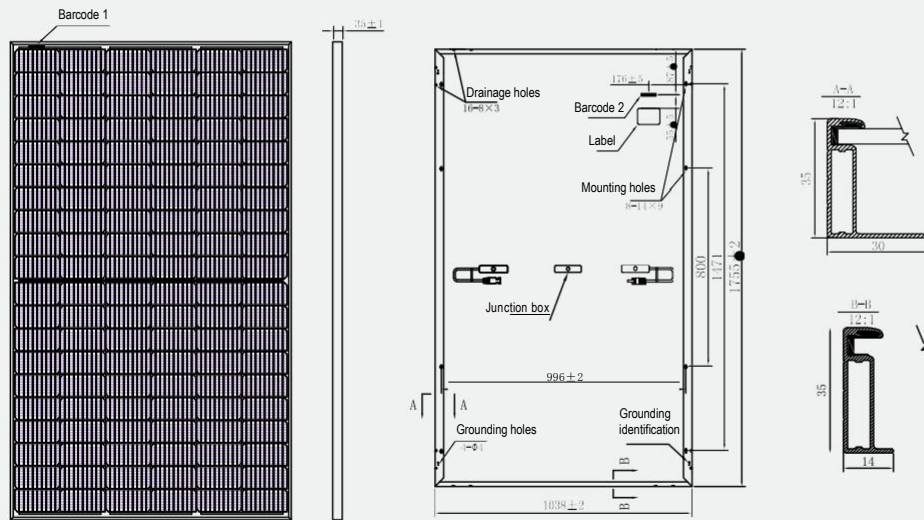 Barcode 1
35±1
Drainage holes
16-8×3
176±5
Barcode 2
Label
Mounting holes
8-14×9
800
1471
1755±2
Junction box
996±2
A
A
Grounding holes
4-Φ4
Grounding
identification
B
B
1038±2
A-A
12:1
35
30
B-B
12:1
35
14